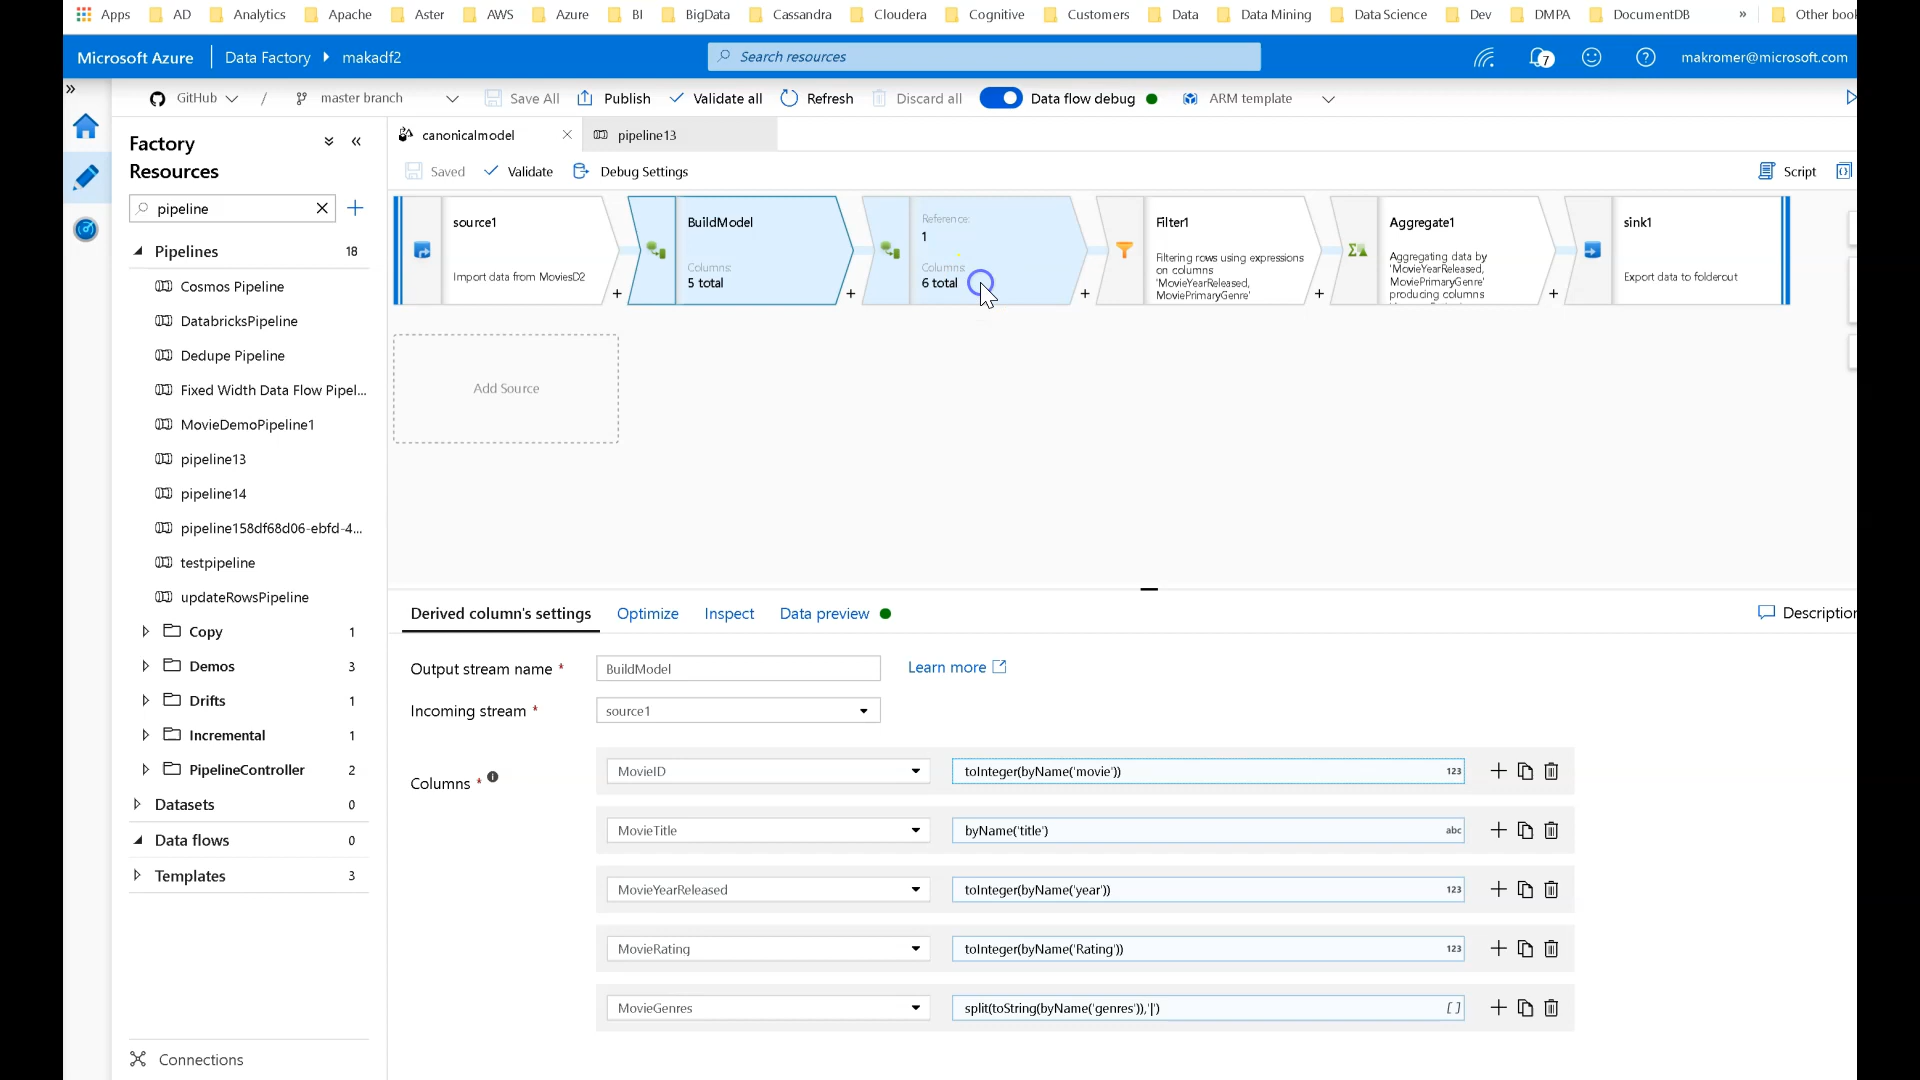 Apps AD Analytics Apache Aster AWS Azure BI BigData Cassandra Cloudera Cognitive Customers Data Data Mining Data Science Dev DMPA DocumentDB » Other book
Microsoft Azure Data Factory makadf2 Search resources 7 makromer@microsoft.com
» GitHub / master branch Save All Publish Validate all Refresh Discard all Data flow debug ARM template
Factory
Resources
canonicalmodel pipeline13
Saved Validate Debug Settings Script
pipeline
Pipelines 18
Cosmos Pipeline
DatabricksPipeline
Dedupe Pipeline
Fixed Width Data Flow Pipel...
MovieDemoPipeline1
pipeline13
pipeline14
pipeline158df68d06-ebfd-4...
testpipeline
updateRowsPipeline
Copy 1
Demos 3
Drifts 1
Incremental 1
PipelineController 2
Datasets 0
Data flows 0
Templates 3
Connections
source1
Import data from MoviesD2
+
BuildModel
Columns:
5 total
+
Reference:
1
Columns:
6 total
+
Filter1
Filtering rows using expressions
on columns
'MovieYearReleased,
MoviePrimaryGenre'
+
Aggregate1
Aggregating data by
'MovieYearReleased,
MoviePrimaryGenre'
producing columns
+
sink1
Export data to folderout
Add Source
Derived column's settings Optimize Inspect Data preview Description
Output stream name * BuildModel Learn more
Incoming stream * source1
Columns *
MovieID toInteger(byName('movie')) 123
MovieTitle byName('title') abc
MovieYearReleased toInteger(byName('year')) 123
MovieRating toInteger(byName('Rating')) 123
MovieGenres split(toString(byName('genres')),'|') [ ]